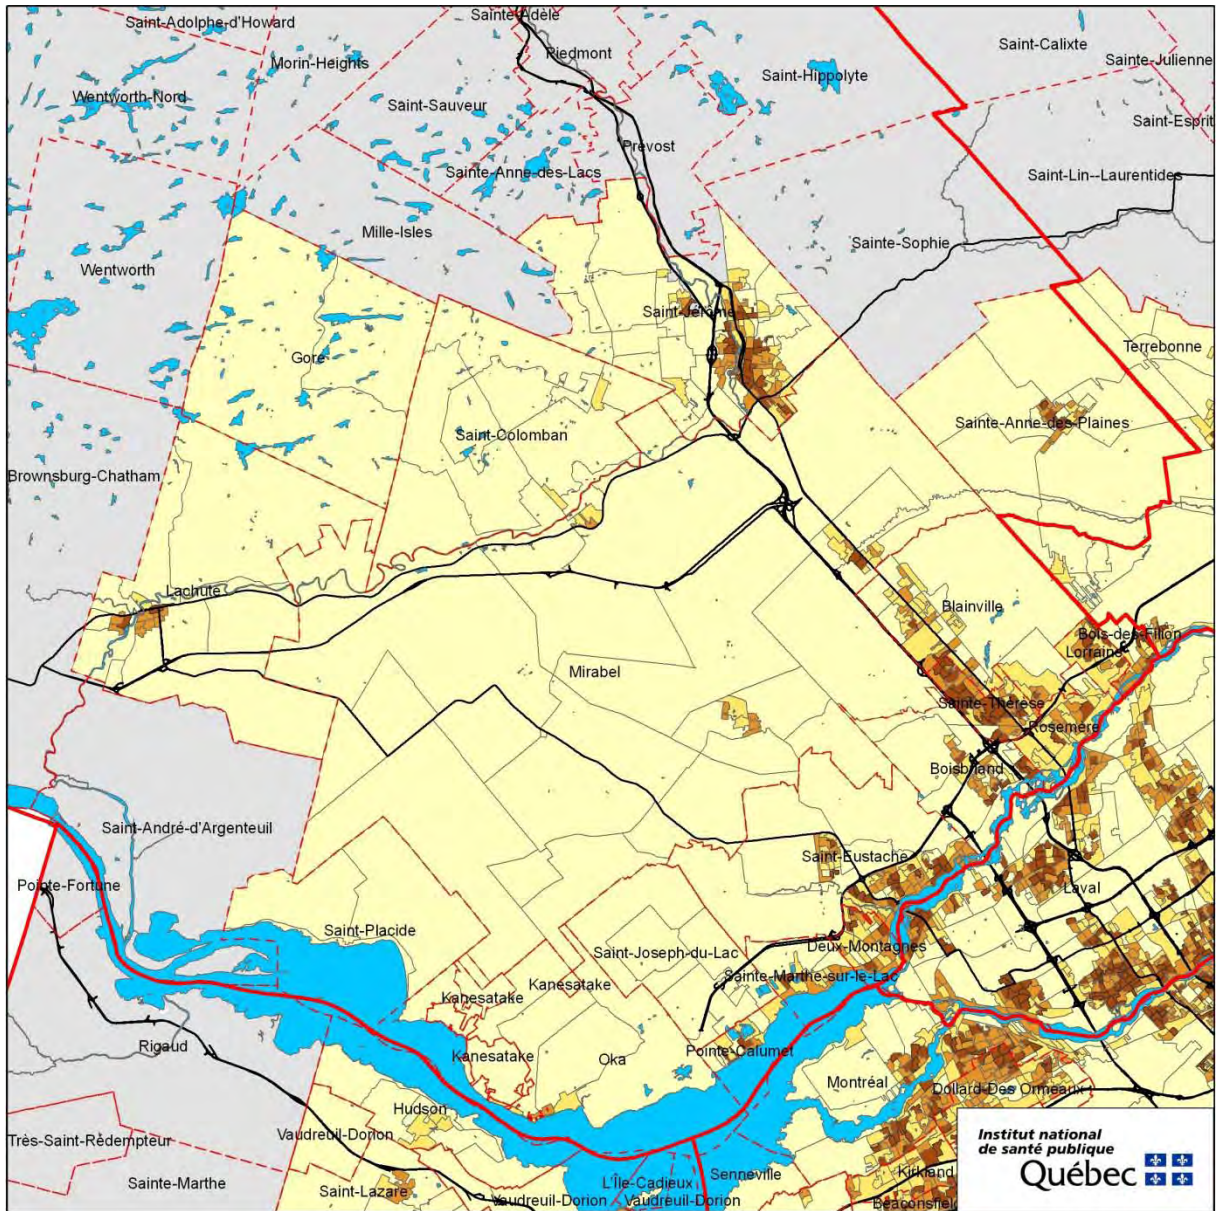 Saint-Adolphe-d'Howard
Sainte-Adèle
Piedmont
Saint-Calixte
Sainte-Julienne
Morin-Heights
Saint-Hippolyte
Wentworth-Nord
Saint-Sauveur
Saint-Esprit
Prévost
Sainte-Anne-des-Lacs
Saint-Lin--Laurentides
Mille-Isles
Sainte-Sophie
Wentworth
Saint-Jérôme
Terrebonne
Gore
Sainte-Anne-des-Plaines
Saint-Colomban
Brownsburg-Chatham
Lachute
Blainville
Bois-des-Filion
Lorraine
Mirabel
Sainte-Thérèse
Rosemère
Boisbriand
Saint-André-d'Argenteuil
Saint-Eustache
Pointe-Fortune
Laval
Saint-Placide
Deux-Montagnes
Saint-Joseph-du-Lac
Sainte-Marthe-sur-le-Lac
Kanesatake
Kanesatake
Rigaud
Kanesatake
Oka
Pointe-Calumet
Montréal
Dollard-Des Ormeaux
Hudson
Vaudreuil-Dorion
Très-Saint-Rédempteur
Kirkland
Senneville
Sainte-Marthe
Saint-Lazare
L'Île-Cadieux
Vaudreuil-Dorion
Vaudreuil-Dorion
Beaconsfield
Institut national
de santé publique
Québec